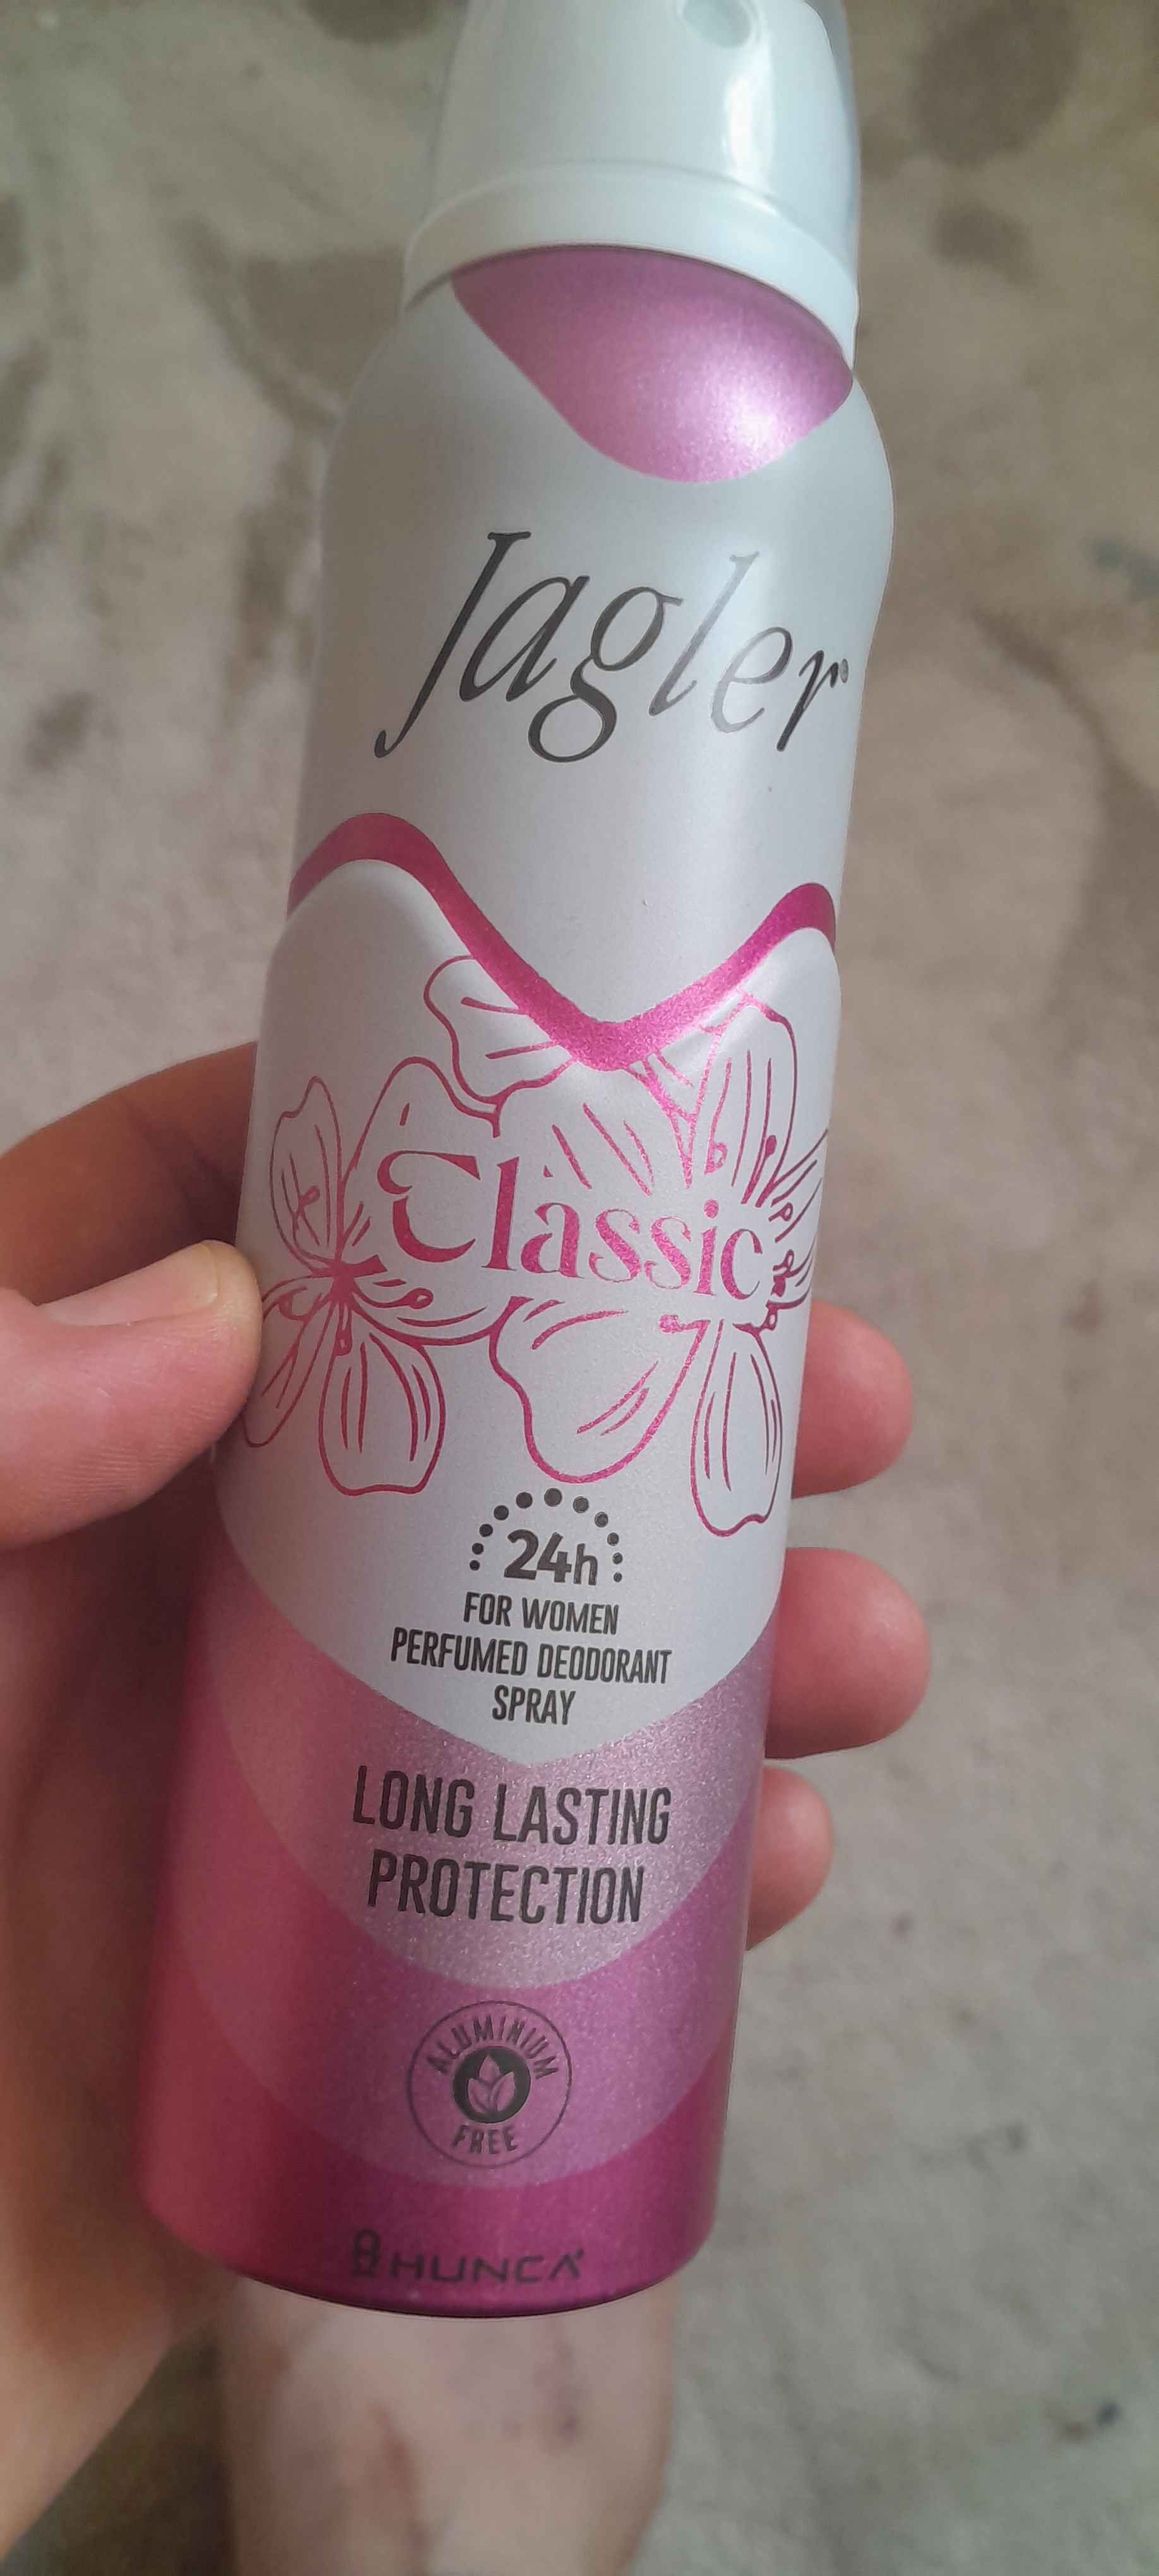 Jagler
Classic
24h
FOR WOMEN
PERFUMED DEODORANT
SPRAY
LONG LASTING
PROTECTION
ALUMINIUM
FREE
HUNCA